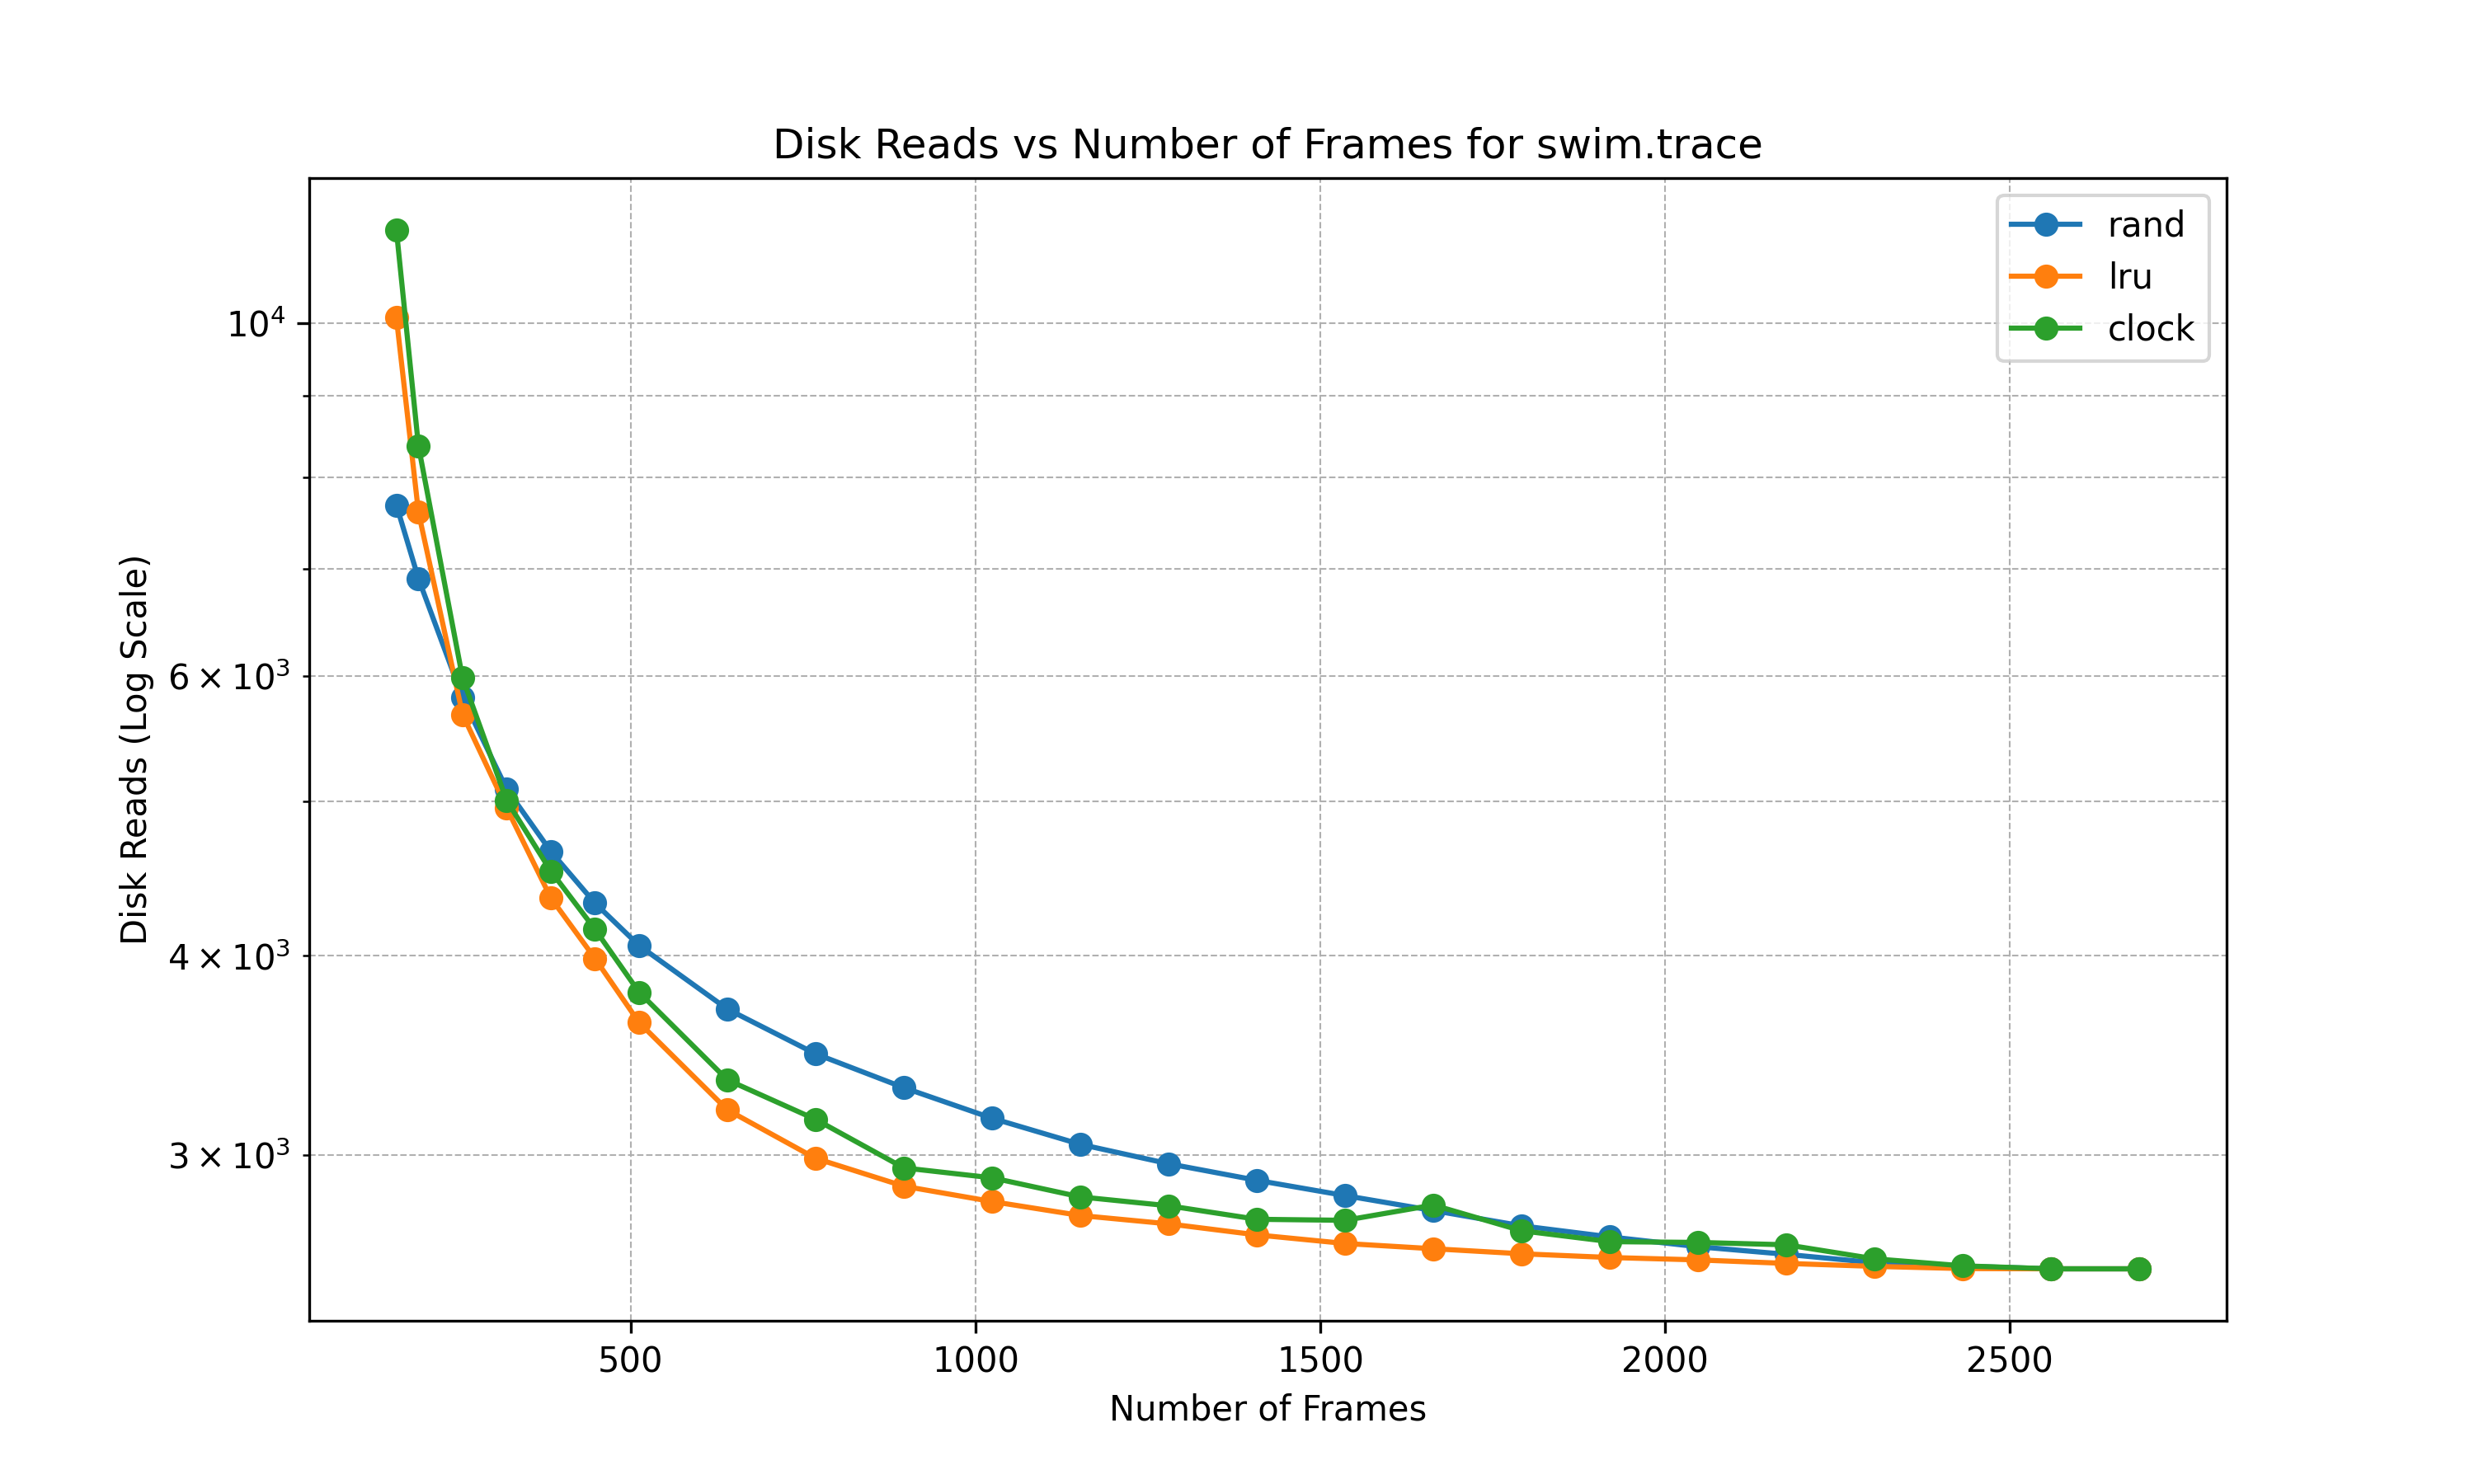 Disk Reads vs Number of Frames for swim.trace
rand
lru
clock
10⁴
6 × 10³
4 × 10³
3 × 10³
Disk Reads (Log Scale)
500 1000 1500 2000 2500
Number of Frames